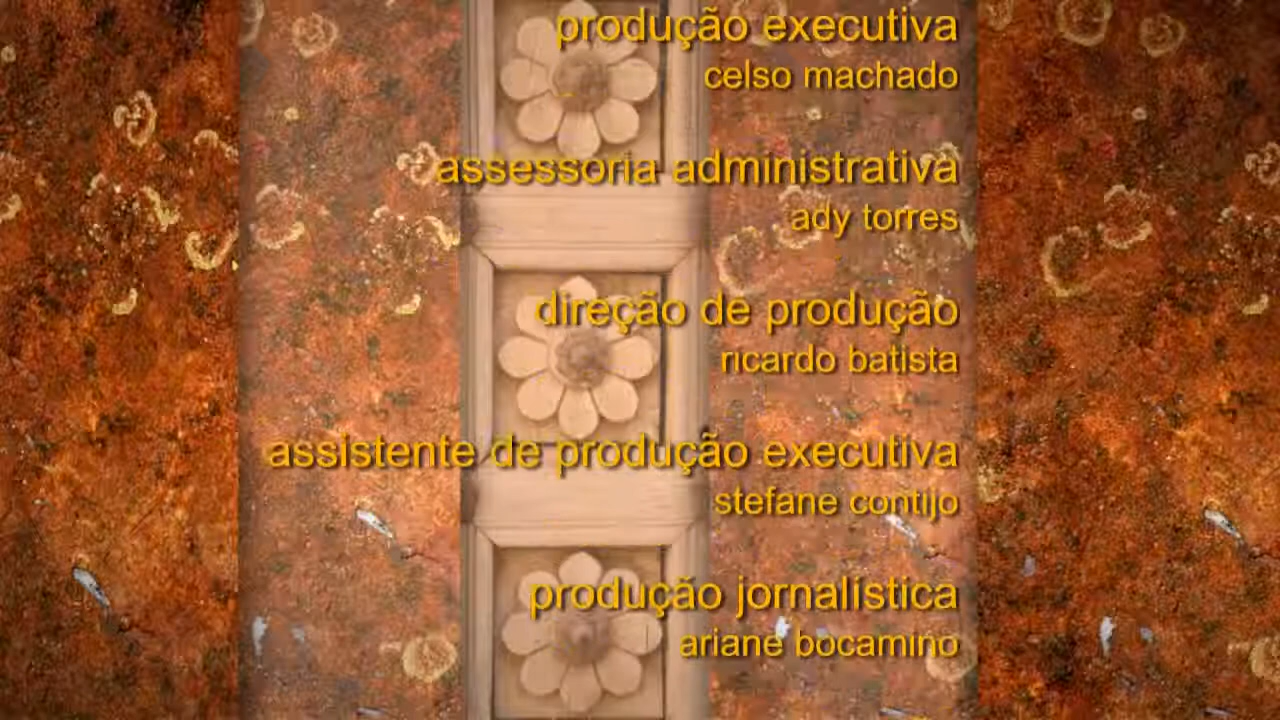 produção executiva
celso machado
assessoria administrativa
ady torres
direção de produção
ricardo batista
assistente de produção executiva
stefane contijo
produção jornalística
ariane bocamino